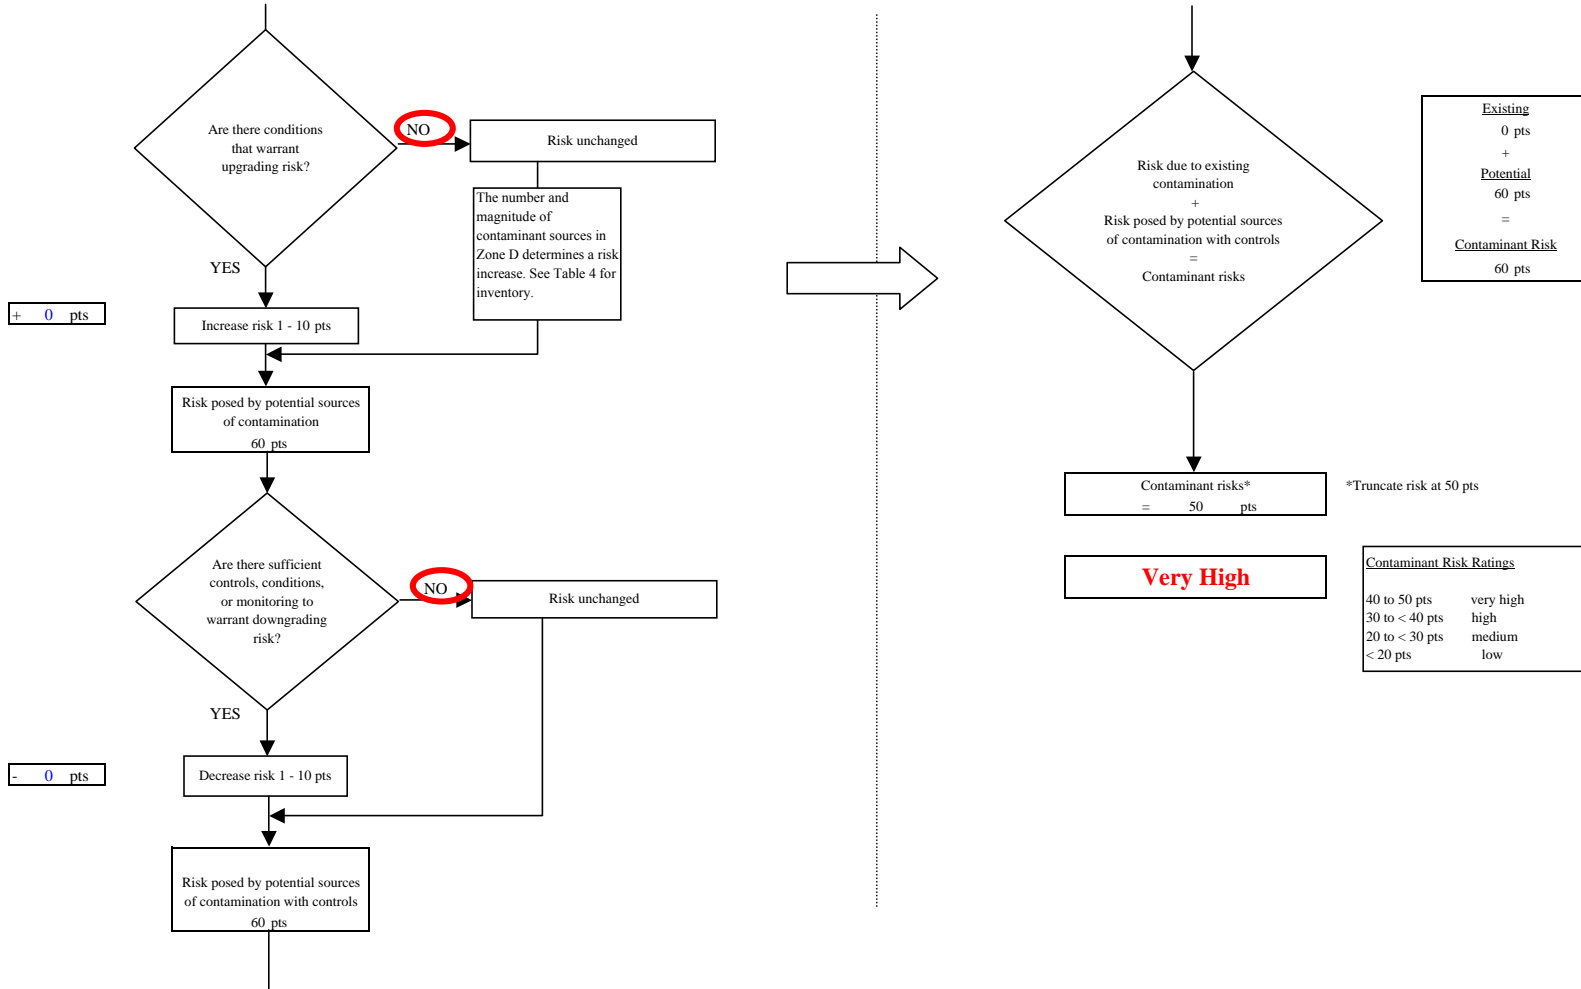 Are there conditions
that warrant
upgrading risk?
NO
Risk unchanged
The number and
magnitude of
contaminant sources in
Zone D determines a risk
increase. See Table 4 for
inventory.
YES
+ 0 pts
Increase risk 1 - 10 pts
Risk posed by potential sources
of contamination
60 pts
Are there sufficient
controls, conditions,
or monitoring to
warrant downgrading
risk?
NO
Risk unchanged
YES
- 0 pts
Decrease risk 1 - 10 pts
Risk posed by potential sources
of contamination with controls
60 pts
Risk due to existing
contamination
+
Risk posed by potential sources
of contamination with controls
=
Contaminant risks
Existing
0 pts
+
Potential
60 pts
=
Contaminant Risk
60 pts
Contaminant risks*
= 50 pts
*Truncate risk at 50 pts
Very High
Contaminant Risk Ratings
40 to 50 pts very high
30 to < 40 pts high
20 to < 30 pts medium
< 20 pts low